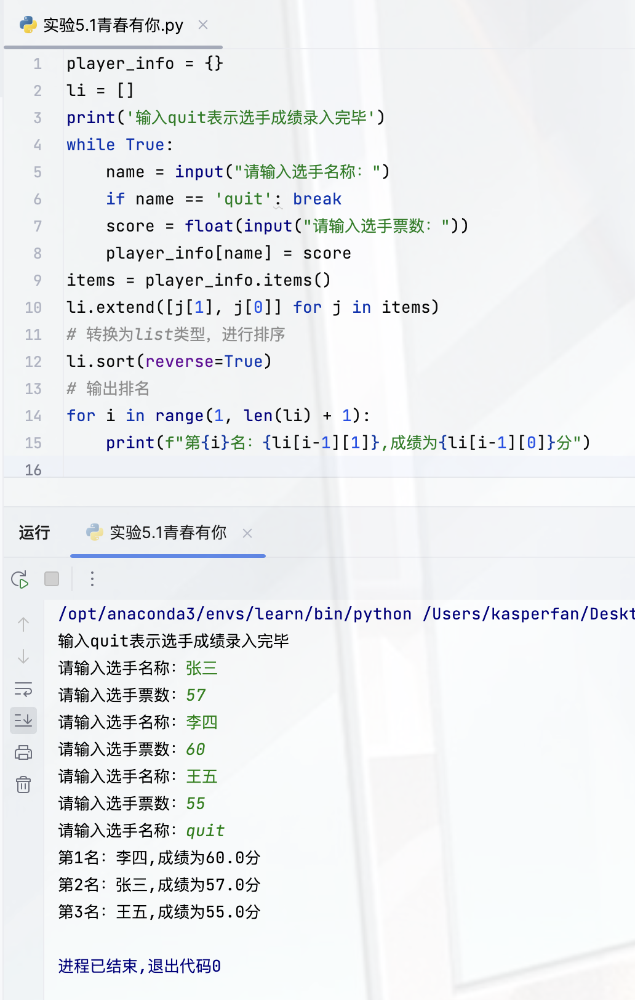 实验5.1青春有你.py
1 player_info = {}
2 li = []
3 print('输入quit表示选手成绩录入完毕')
4 while True:
5     name = input("请输入选手名称：")
6     if name == 'quit': break
7     score = float(input("请输入选手票数："))
8     player_info[name] = score
9 items = player_info.items()
10 li.extend([j[1], j[0]] for j in items)
11 # 转换为list类型，进行排序
12 li.sort(reverse=True)
13 # 输出排名
14 for i in range(1, len(li) + 1):
15     print(f"第{i}名：{li[i-1][1]},成绩为{li[i-1][0]}分")
16
运行 实验5.1青春有你
/opt/anaconda3/envs/learn/bin/python /Users/kasperfan/Deskt
输入quit表示选手成绩录入完毕
请输入选手名称：张三
请输入选手票数：57
请输入选手名称：李四
请输入选手票数：60
请输入选手名称：王五
请输入选手票数：55
请输入选手名称：quit
第1名：李四,成绩为60.0分
第2名：张三,成绩为57.0分
第3名：王五,成绩为55.0分
进程已结束,退出代码0